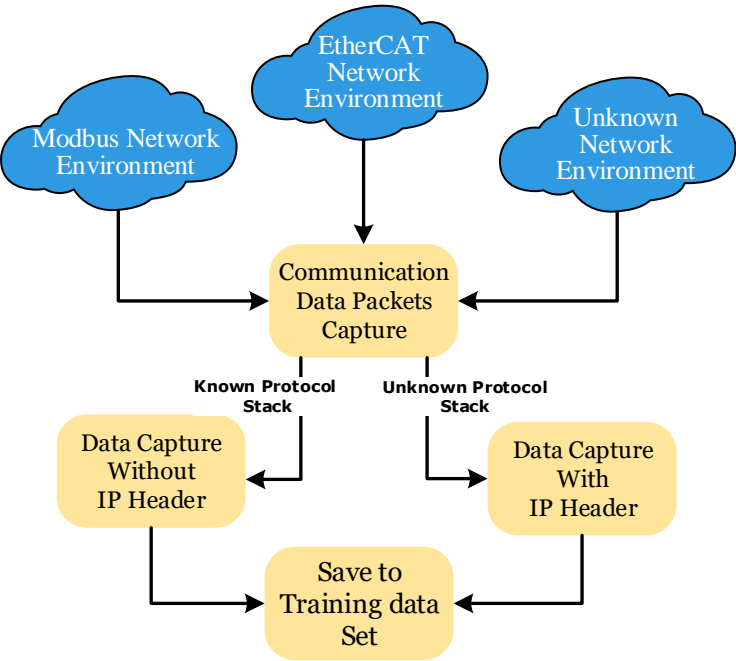 EtherCAT
Network
Environment
Modbus Network
Environment
Unknown
Network
Environment
Communication
Data Packets
Capture
Known Protocol
Stack
Unknown Protocol
Stack
Data Capture
Without
IP Header
Data Capture
With
IP Header
Save to
Training data
Set